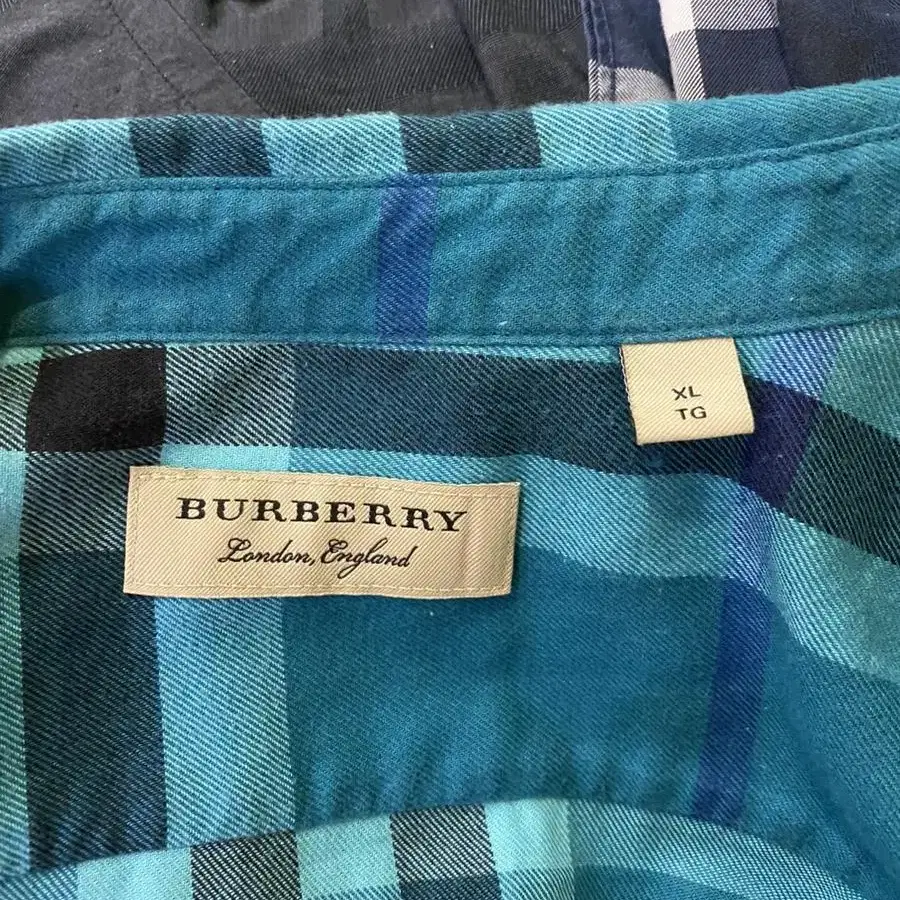 XL
TG
BURBERRY
London, England